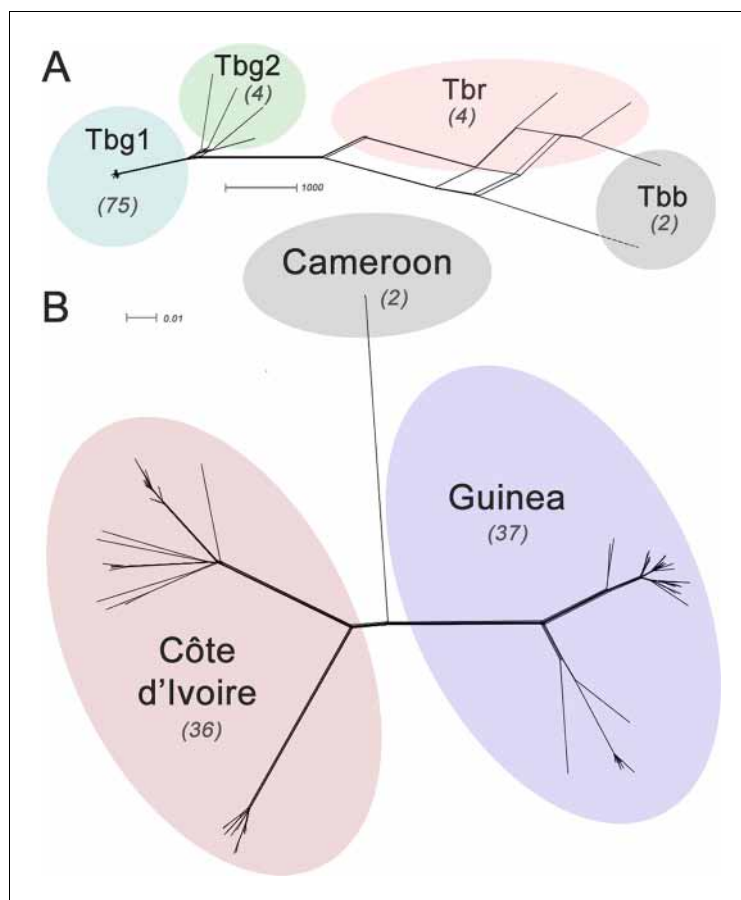 A
Tbg2
(4)
Tbr
(4)
Tbg1
(75)
1000
Tbb
(2)
Cameroon
(2)
B
0.01
Guinea
(37)
Côte
d'Ivoire
(36)